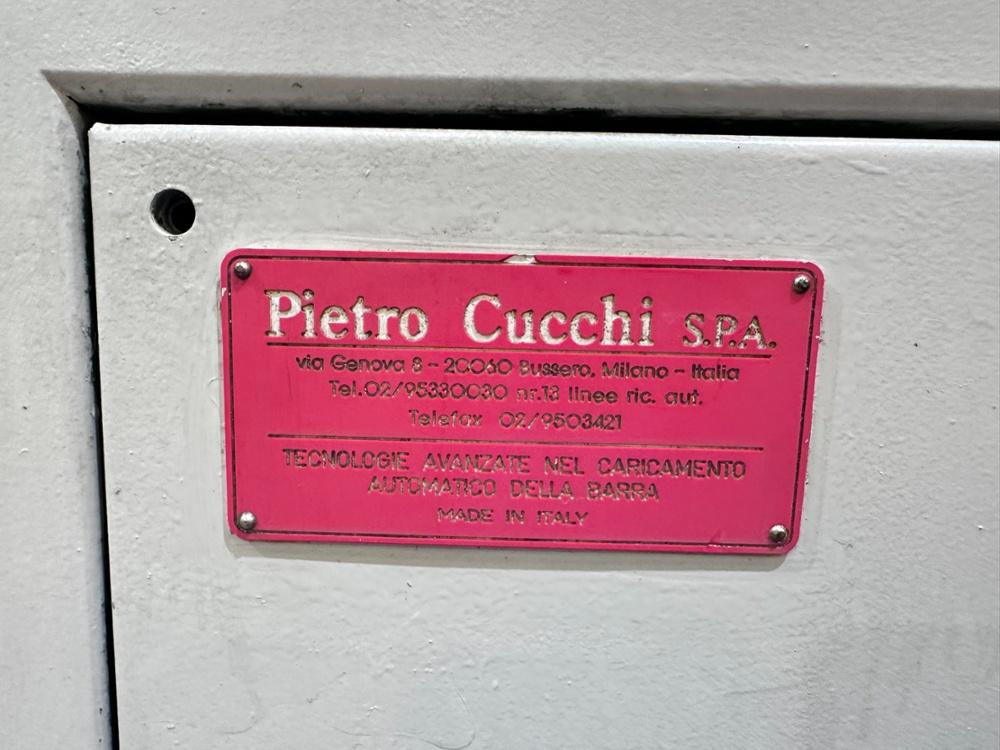 Pietro Cucchi S.P.A.
via Genova 8 - 20060 Bussero, Milano - Italia
Tel.02/95330030 nr.13 linee ric. aut.
Telefax 02/9503421
TECNOLOGIE AVANZATE NEL CARICAMENTO
AUTOMATICO DELLA BARRA
MADE IN ITALY